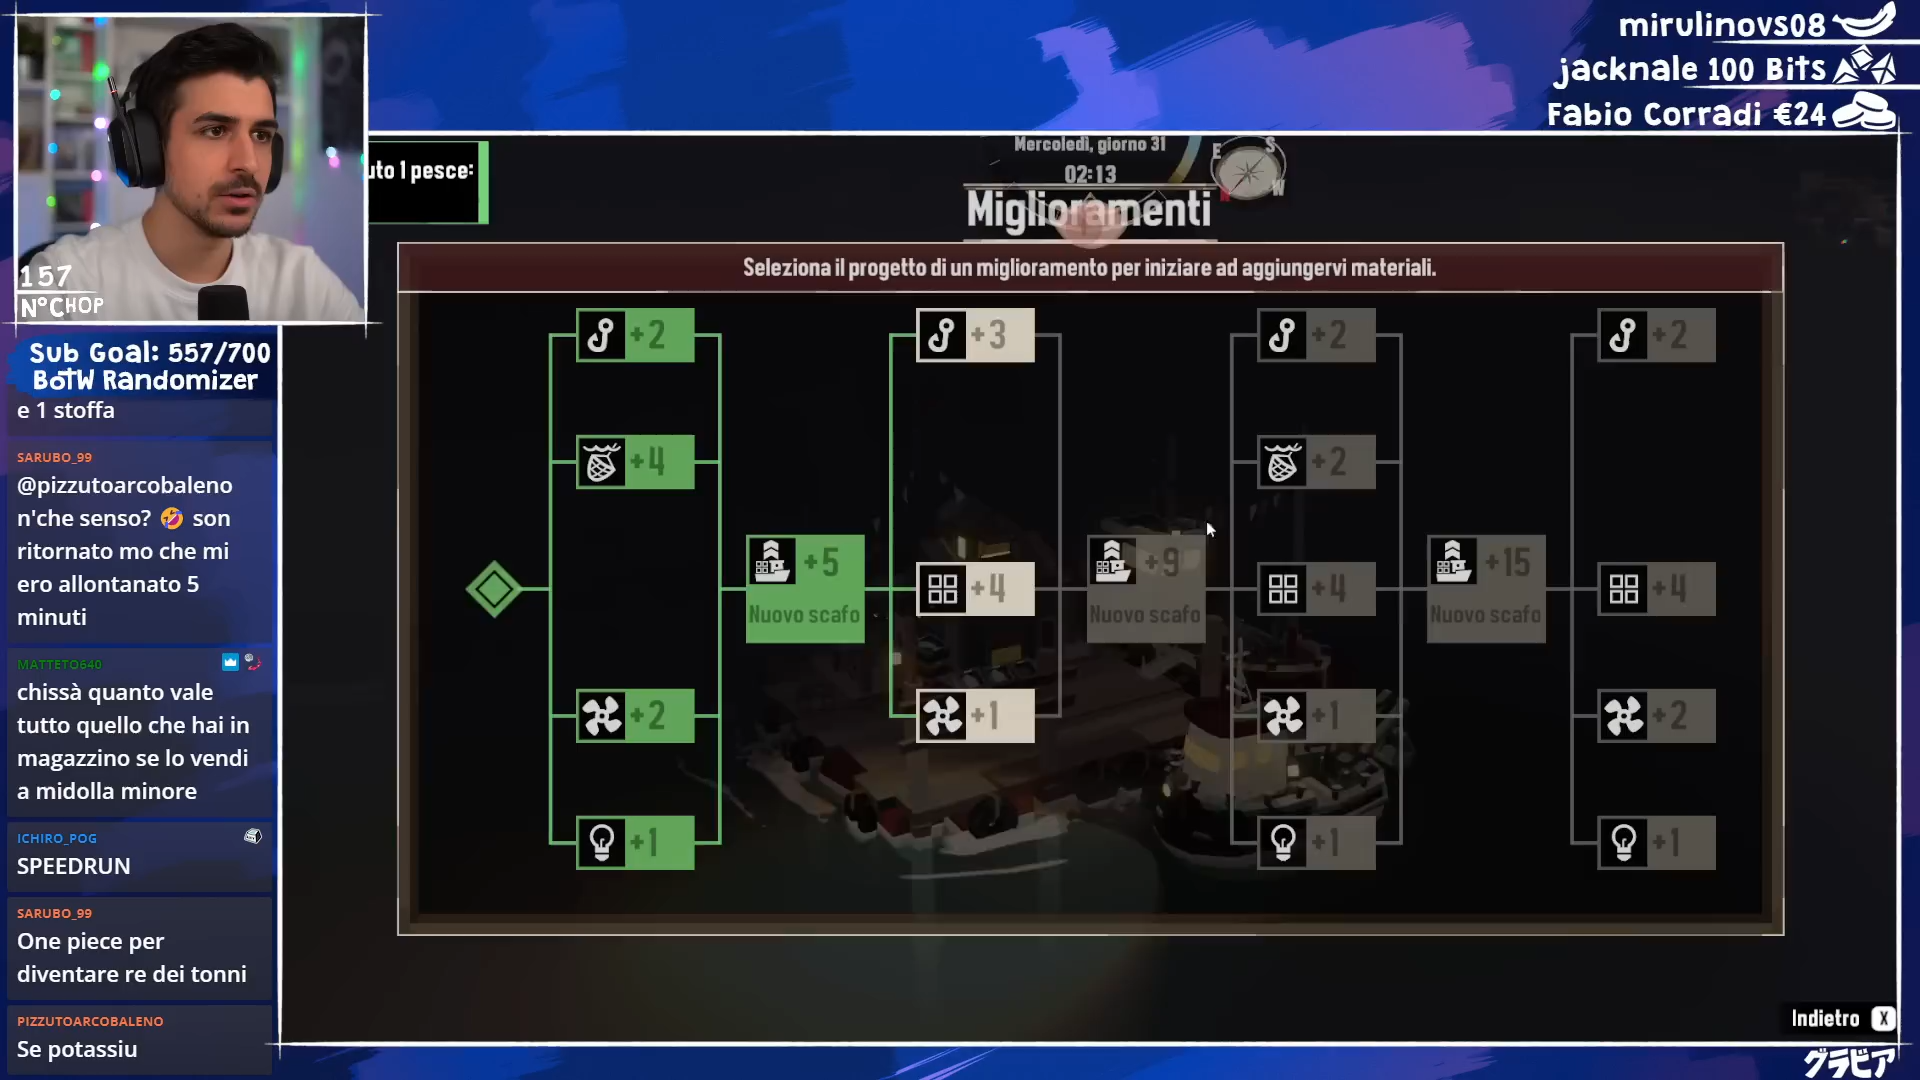 mirulinovs08
jacknale 100 Bits
Fabio Corradi €24
157
N°CHOP
Sub Goal: 557/700
BoTW Randomizer
e 1 stoffa
SARUBO_99
@pizzutoarcobaleno
n'che senso? 🤣 son
ritornato mo che mi
ero allontanato 5
minuti
MATTETO640
chissà quanto vale
tutto quello che hai in
magazzino se lo vendi
a midolla minore
ICHIRO_POG
SPEEDRUN
SARUBO_99
One piece per
diventare re dei tonni
PIZZUTOARCOBALENO
Se potassiu
uto 1 pesce:
Mercoledì, giorno 31
02:13
E S
N W
Miglioramenti
Seleziona il progetto di un miglioramento per iniziare ad aggiungervi materiali.
+2 +3 +2 +2
+4 +2
+5 +9 +15
+4 +4 +4
Nuovo scafo Nuovo scafo Nuovo scafo
+2 +1 +1 +2
+1 +1 +1
Indietro X
グラビア